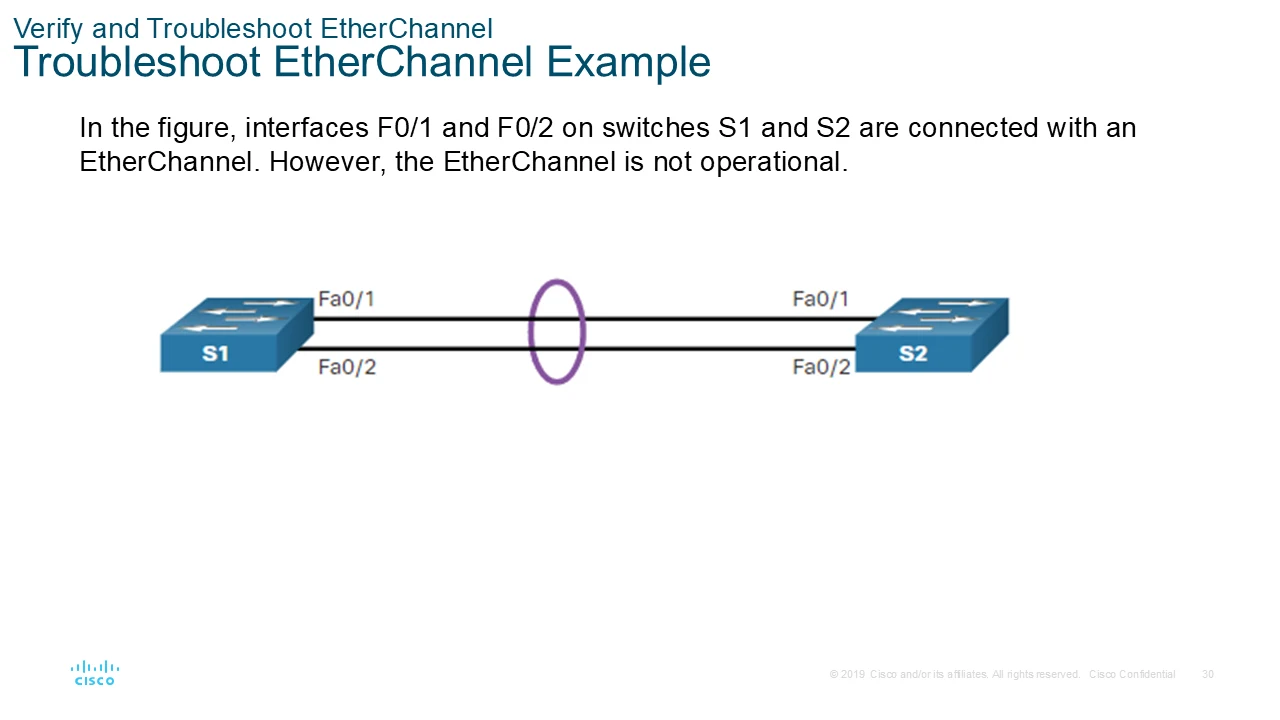 Verify and Troubleshoot EtherChannel
Troubleshoot EtherChannel Example
In the figure, interfaces F0/1 and F0/2 on switches S1 and S2 are connected with an
EtherChannel. However, the EtherChannel is not operational.
Fa0/1
Fa0/1
S1
S2
Fa0/2
Fa0/2
CISCO
© 2019 Cisco and/or its affiliates. All rights reserved. Cisco Confidential
30